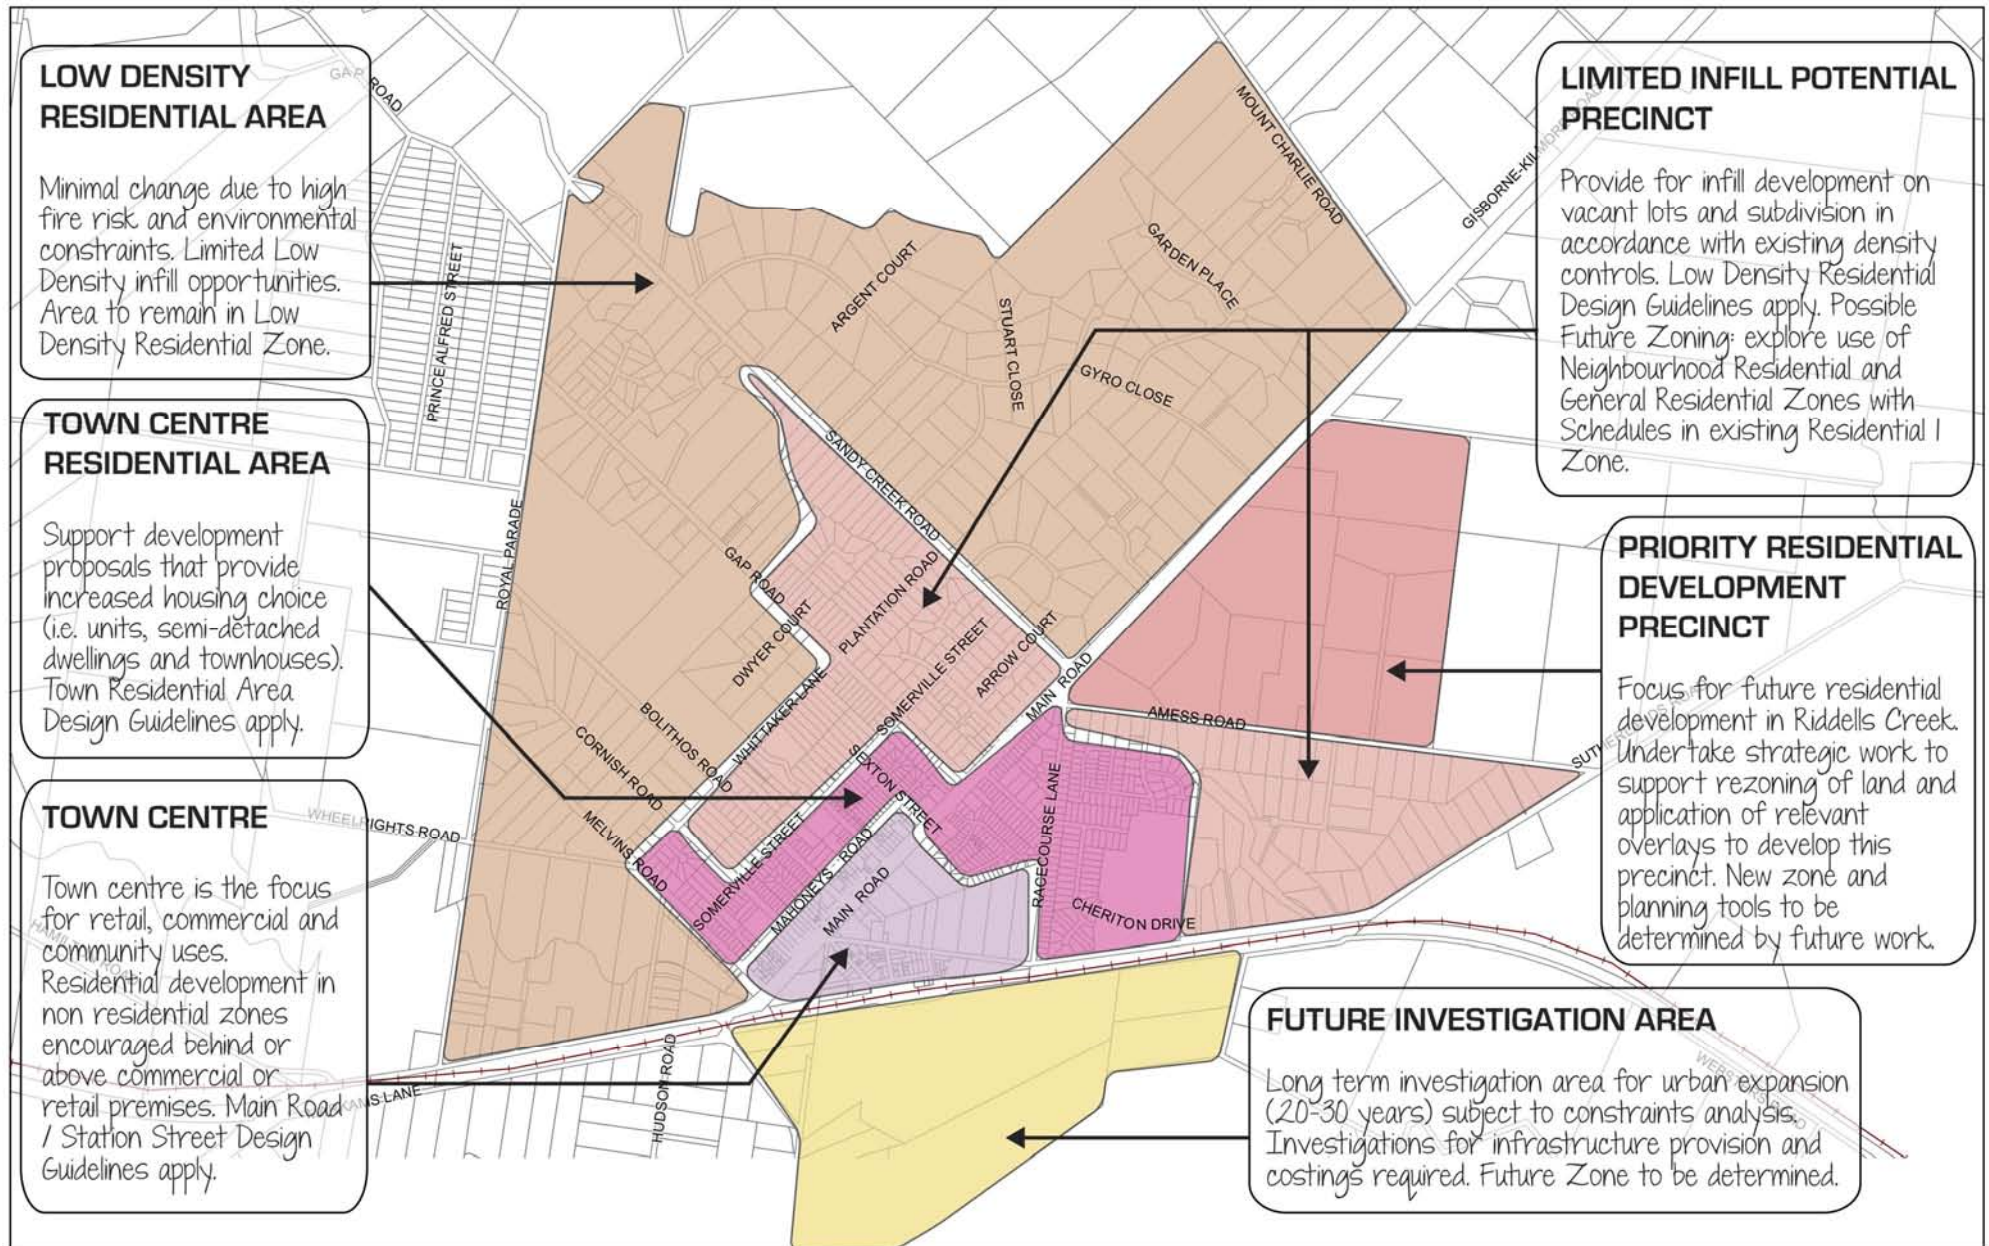 LOW DENSITY
RESIDENTIAL AREA
Minimal change due to high
fire risk and environmental
constraints. Limited Low
Density infill opportunities.
Area to remain in Low
Density Residential Zone.
TOWN CENTRE
RESIDENTIAL AREA
Support development
proposals that provide
increased housing choice
(i.e. units, semi-detached
dwellings and townhouses).
Town Residential Area
Design Guidelines apply.
TOWN CENTRE
Town centre is the focus
for retail, commercial and
community uses.
Residential development in
non residential zones
encouraged behind or
above commercial or
retail premises. Main Road
/ Station Street Design
Guidelines apply.
GAP ROAD
PRINCE ALFRED STREET
ROYAL PARADE
WHEELRIGHTS ROAD
MOUNT CHARLIE ROAD
GISBORNE-KILMORE ROAD
GARDEN PLACE
ARGENT COURT
STUART CLOSE
GYRO CLOSE
SANDY CREEK ROAD
GAP ROAD
PLANTATION ROAD
DWYER COURT
SOMERVILLE STREET
ARROW COURT
MAIN ROAD
WHITTAKER LANE
BOLITHOS ROAD
CORNISH ROAD
MELVINS ROAD
AMESS ROAD
SEXTON STREET
SOMERVILLE STREET
MAHONEYS ROAD
MAIN ROAD
RACECOURSE LANE
CHERITON DRIVE
HUDSON ROAD
LIMITED INFILL POTENTIAL
PRECINCT
Provide for infill development on
vacant lots and subdivision in
accordance with existing density
controls. Low Density Residential
Design Guidelines apply. Possible
Future Zoning: explore use of
Neighbourhood Residential and
General Residential Zones with
Schedules in existing Residential 1
Zone.
PRIORITY RESIDENTIAL
DEVELOPMENT
PRECINCT
Focus for future residential
development in Riddells Creek.
Undertake strategic work to
support rezoning of land and
application of relevant
overlays to develop this
precinct. New zone and
planning tools to be
determined by future work.
FUTURE INVESTIGATION AREA
Long term investigation area for urban expansion
(20-30 years) subject to constraints analysis.
Investigations for infrastructure provision and
costings required. Future Zone to be determined.